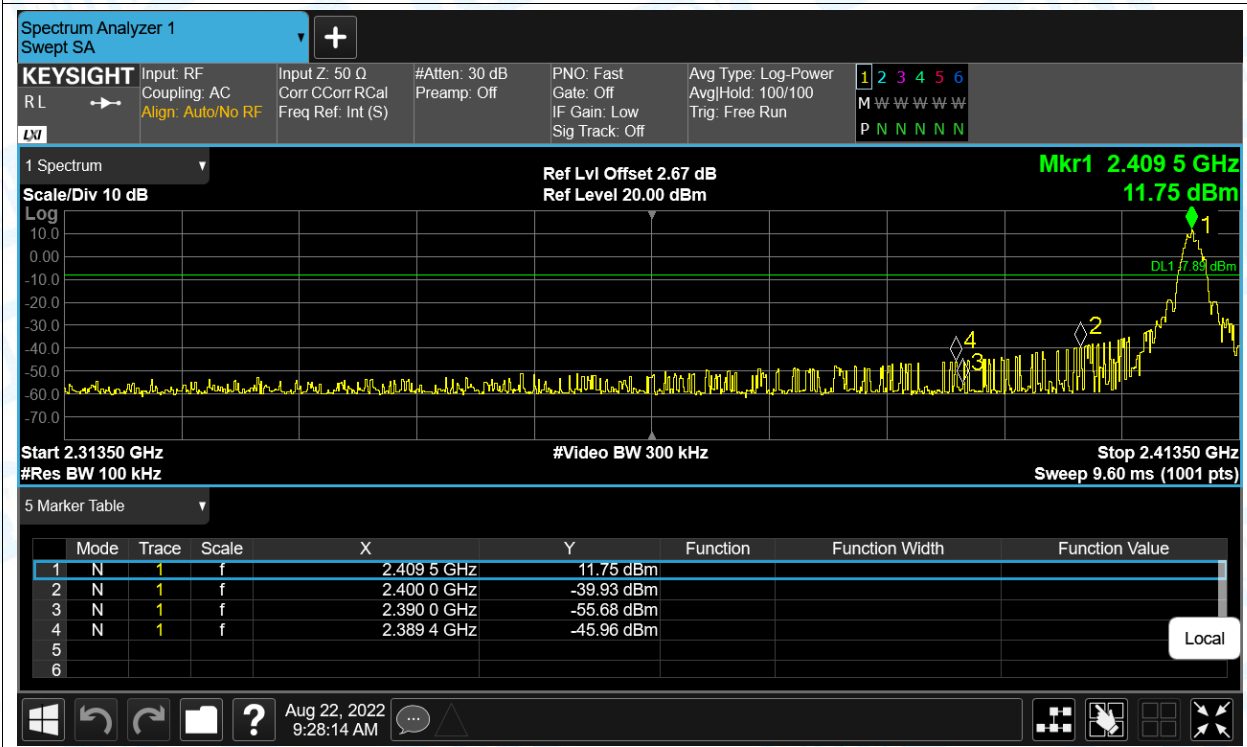 Spectrum Analyzer 1
Swept SA
+
KEYSIGHT Input: RF Input Z: 50 Ω #Atten: 30 dB PNO: Fast Avg Type: Log-Power 1 2 3 4 5 6
R L Coupling: AC Corr CCorr RCal Preamp: Off Gate: Off Avg|Hold: 100/100 M W W W W W W
Align: Auto/No RF Freq Ref: Int (S) IF Gain: Low Trig: Free Run
LXI Sig Track: Off P N N N N N N
1 Spectrum Ref Lvl Offset 2.67 dB Mkr1 2.409 5 GHz
Scale/Div 10 dB Ref Level 20.00 dBm 11.75 dBm
Log
1
10.0
0.00
DL1 -7.89 dBm
-10.0
-20.0
-30.0
2
-40.0
4
3
-50.0
-60.0
-70.0
Start 2.31350 GHz #Video BW 300 kHz Stop 2.41350 GHz
#Res BW 100 kHz Sweep 9.60 ms (1001 pts)
5 Marker Table
Mode Trace Scale X Y Function Function Width Function Value
1 N 1 f 2.409 5 GHz 11.75 dBm
2 N 1 f 2.400 0 GHz -39.93 dBm
3 N 1 f 2.390 0 GHz -55.68 dBm
4 N 1 f 2.389 4 GHz -45.96 dBm
5
6
Local
? Aug 22, 2022
9:28:14 AM